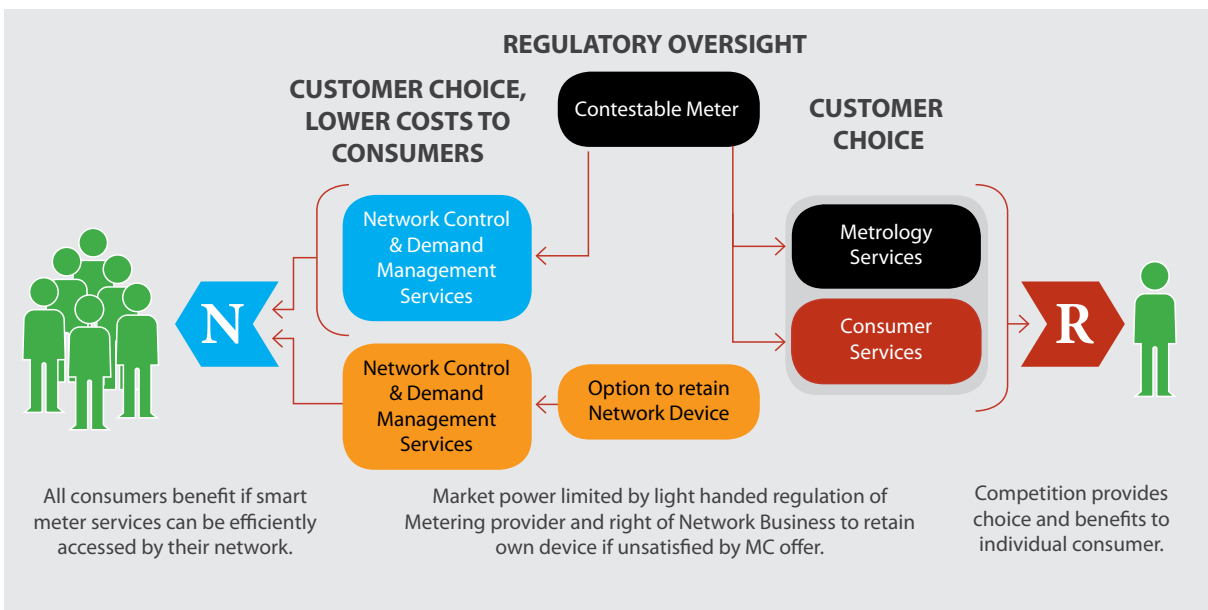 REGULATORY OVERSIGHT
CUSTOMER CHOICE,
LOWER COSTS TO
CONSUMERS
Contestable Meter
CUSTOMER
CHOICE
Network Control
& Demand
Management
Services
Metrology
Services
N
Consumer
Services
R
Network Control
& Demand
Management
Services
Option to retain
Network Device
All consumers benefit if smart
meter services can be efficiently
accessed by their network.
Market power limited by light handed regulation of
Metering provider and right of Network Business to retain
own device if unsatisfied by MC offer.
Competition provides
choice and benefits to
individual consumer.